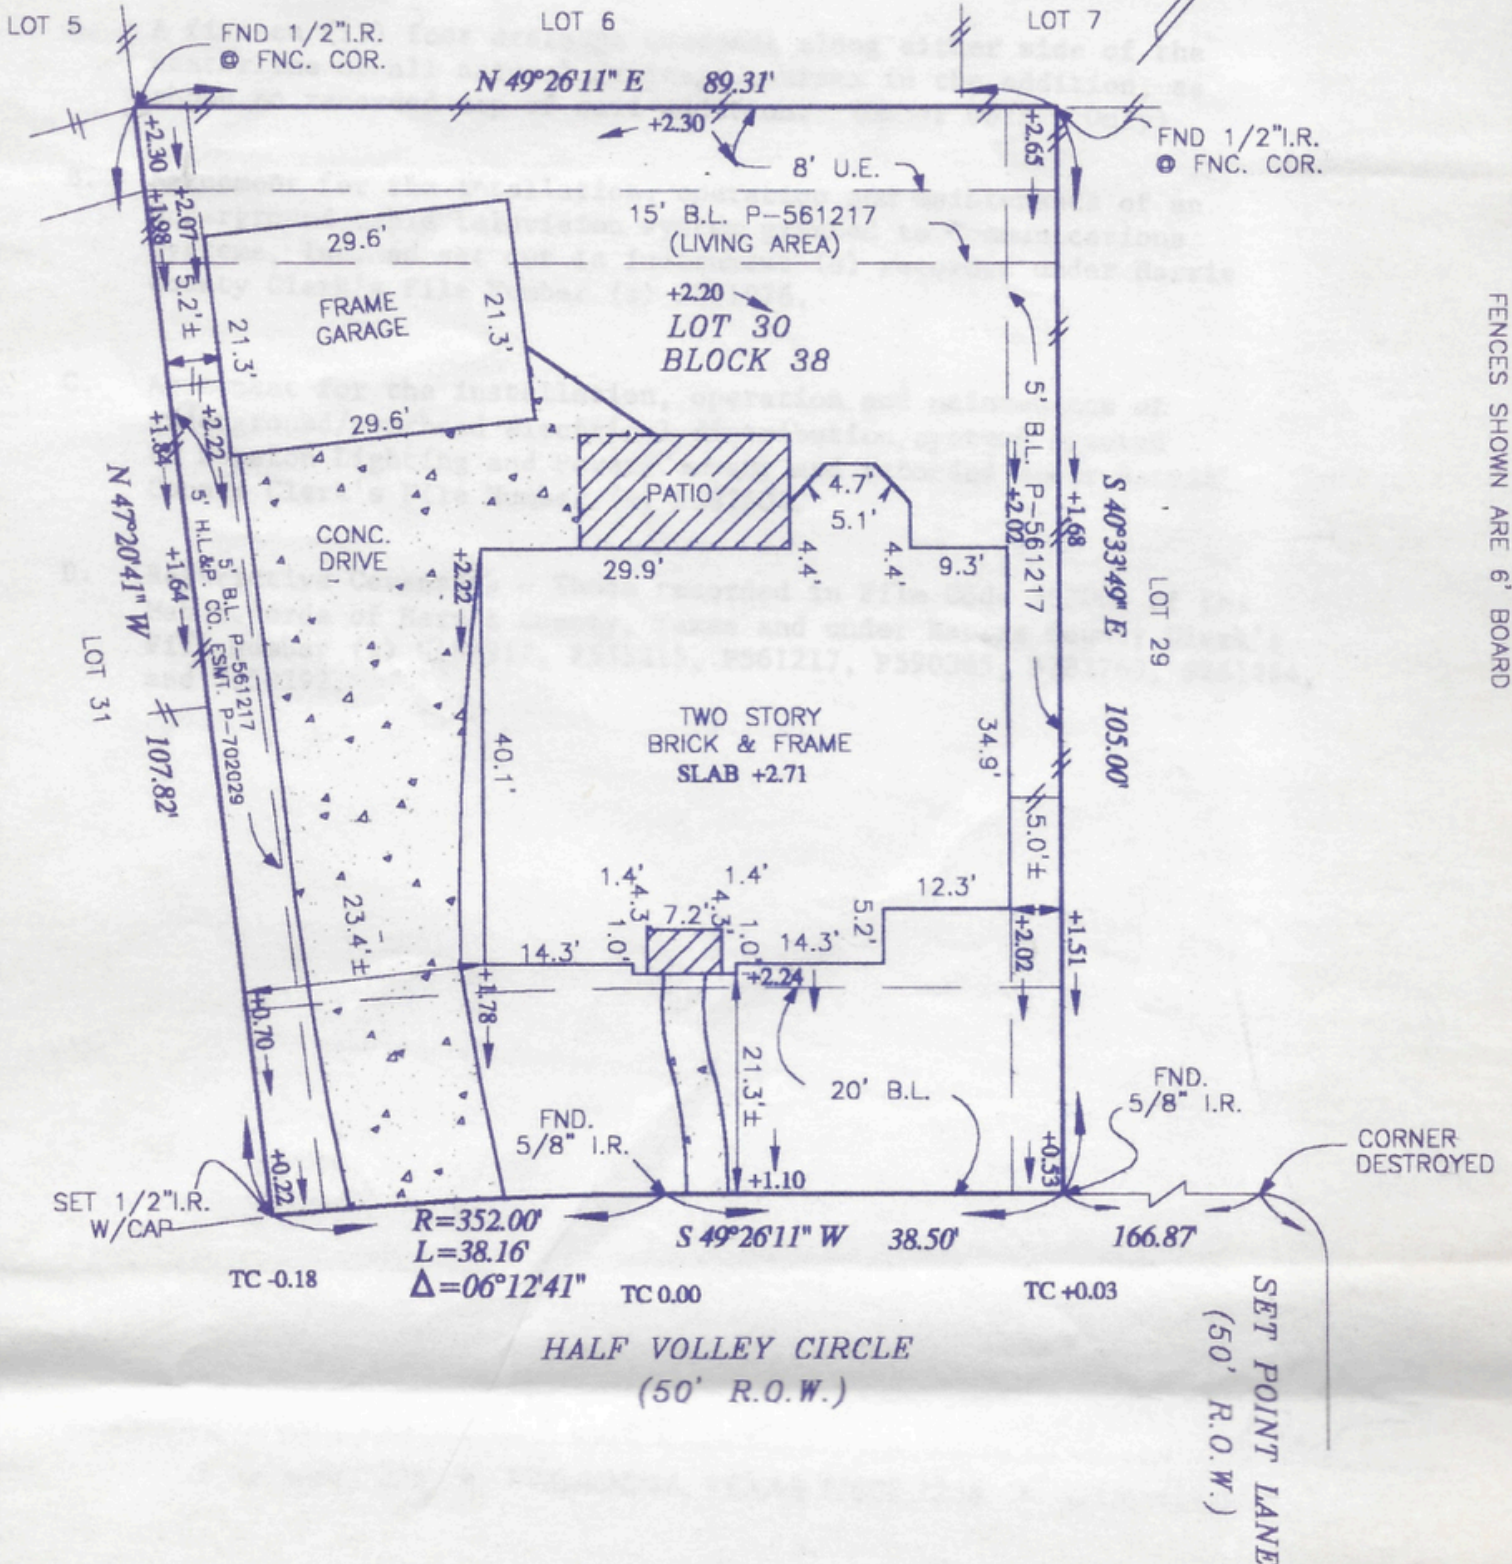 LOT 5
LOT 6
LOT 7
FND 1/2"I.R.
@ FNC. COR.
N 49°26'11" E 89.31'
+2.30
FND 1/2"I.R.
@ FNC. COR.
+2.30
+2.07
+1.98
+2.65
8' U.E.
15' B.L. P-561217
(LIVING AREA)
29.6'
5.2'±
21.3'
FRAME
GARAGE
21.3'
29.6'
+2.20
LOT 30
BLOCK 38
FENCES SHOWN ARE 6' BOARD
+1.84
+2.22
N 47°20'41" W 107.82'
LOT 31
+1.64
5' H.L.&P. CO. ESMT. P-702029
5' B.L. P-561217
CONC.
DRIVE
+2.22
PATIO
4.7'
5.1'
4.4'
4.4'
29.9'
9.3'
5' B.L. P-561217
+2.02
+1.68
S 40°33'49" E 105.00'
LOT 29
TWO STORY
BRICK & FRAME
SLAB +2.71
40.1'
34.9'
5.0'±
23.4'±
1.4'
4.3'
7.2'
4.3'
1.4'
12.3'
5.2'
14.3'
1.0'
1.0'
14.3'
+2.24
+2.02
+1.51
+1.78
+0.70
21.3'±
20' B.L.
FND.
5/8" I.R.
FND.
5/8" I.R.
CORNER
DESTROYED
+0.22
+1.10
+0.53
SET 1/2"I.R.
W/CAP
R=352.00'
L=38.16'
Δ=06°12'41"
S 49°26'11" W 38.50'
166.87'
TC -0.18
TC 0.00
TC +0.03
HALF VOLLEY CIRCLE
(50' R.O.W.)
SET POINT LANE
(50' R.O.W.)